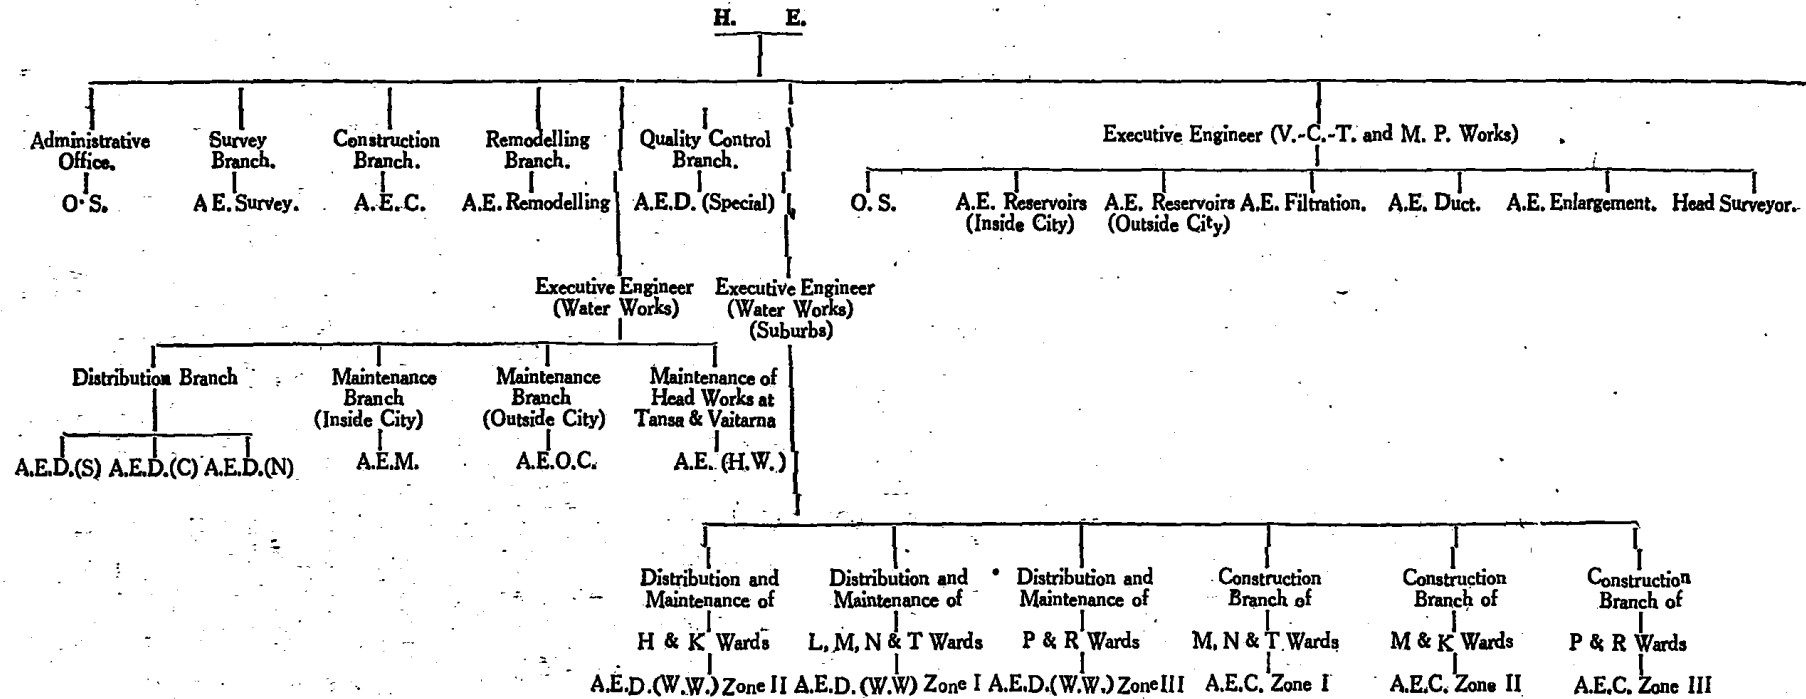 H. E.
Administrative Office.
O. S.
Survey Branch.
A E. Survey.
Construction Branch.
A.E.C.
Remodelling Branch.
A.E. Remodelling
Quality Control Branch.
A.E.D. (Special)
Executive Engineer (V.-C.-T. and M. P. Works)
O. S.
A.E. Reservoirs (Inside City)
A.E. Reservoirs (Outside City)
A.E. Filtration.
A.E. Duct.
A.E. Enlargement.
Head Surveyor.
Executive Engineer (Water Works)
Executive Engineer (Water Works) (Suburbs)
Distribution Branch
A.E.D.(S) A.E.D.(C) A.E.D.(N)
Maintenance Branch (Inside City)
A.E.M.
Maintenance Branch (Outside City)
A.E.O.C.
Maintenance of Head Works at Tansa & Vaitarna
A.E. (H.W.)
Distribution and Maintenance of
H & K Wards
A.E.D.(W.W.) Zone II
Distribution and Maintenance of
L, M, N & T Wards
A.E.D. (W.W) Zone I
Distribution and Maintenance of
P & R Wards
A.E.D.(W.W.) Zone III
Construction Branch of
M, N & T Wards
A.E.C. Zone I
Construction Branch of
M & K Wards
A.E.C. Zone II
Construction Branch of
P & R Wards
A.E.C. Zone III